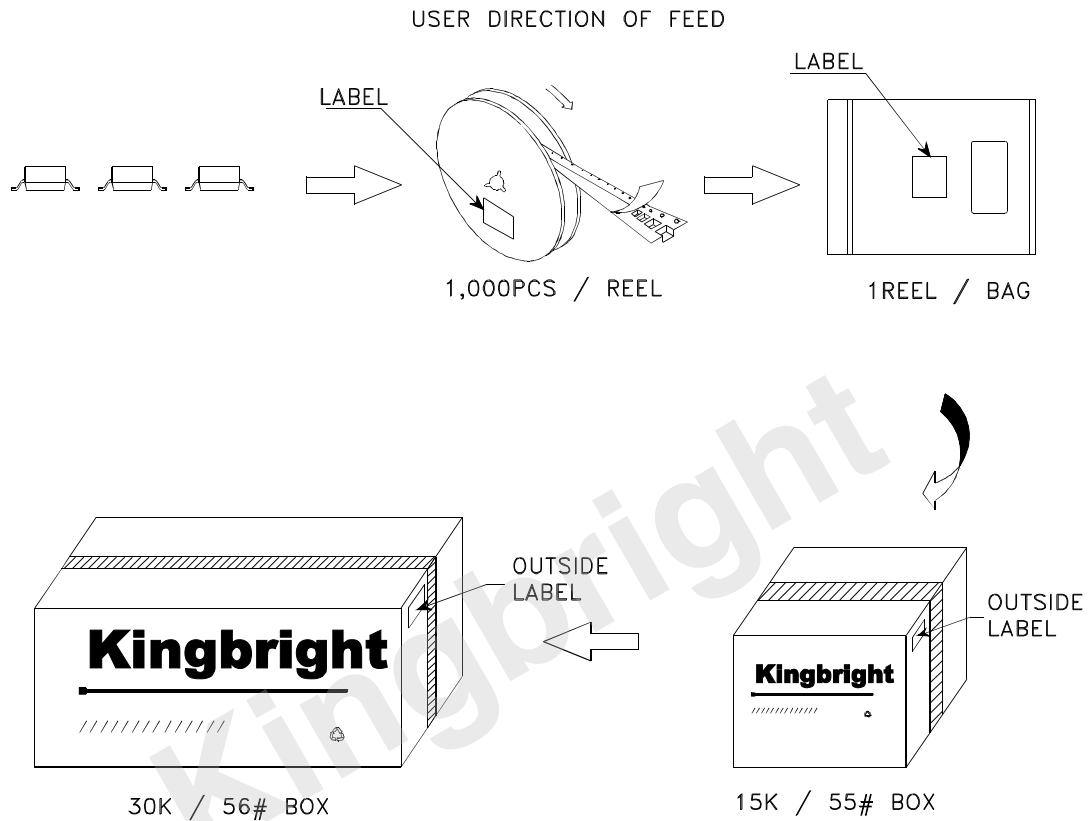 USER DIRECTION OF FEED
LABEL
LABEL
1,000PCS / REEL
1REEL / BAG
Kingbright
OUTSIDE
LABEL
OUTSIDE
LABEL
Kingbright
Kingbright
30K / 56# BOX
15K / 55# BOX